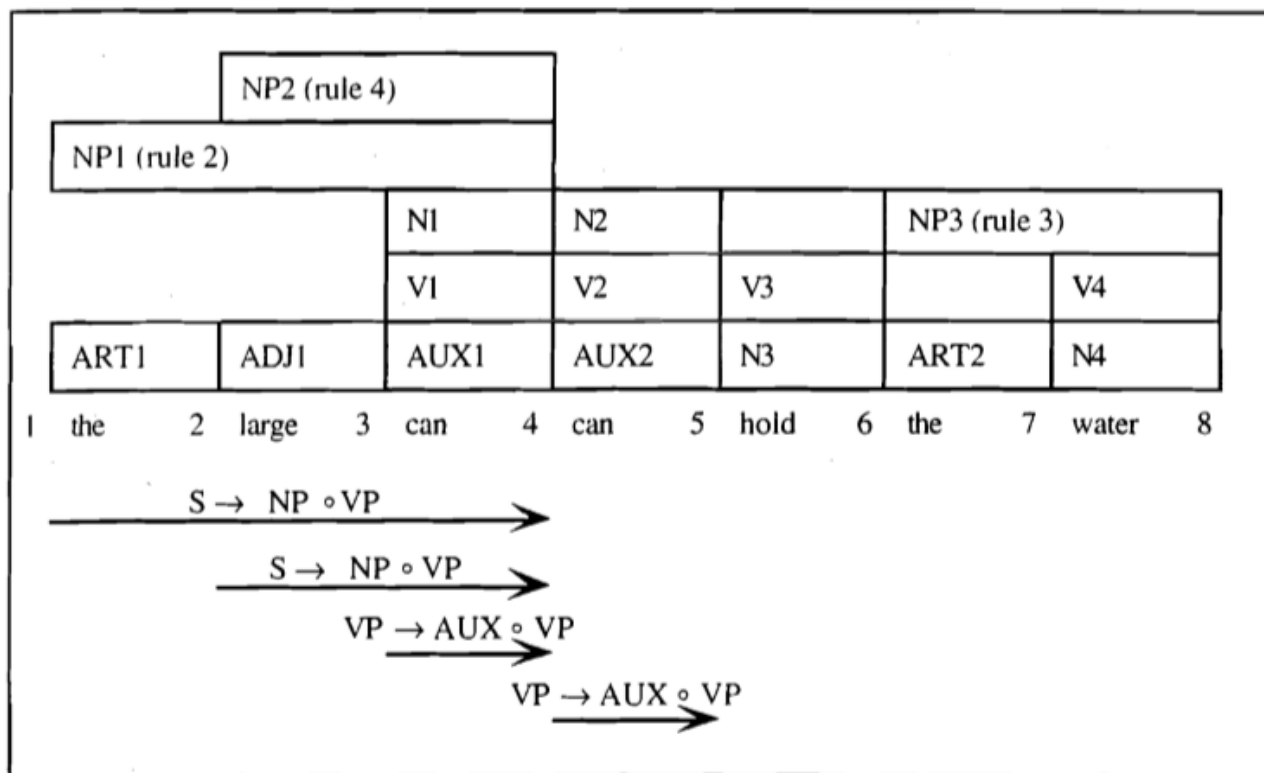 NP2 (rule 4)
NP1 (rule 2)
N1 N2 NP3 (rule 3)
V1 V2 V3 V4
ART1 ADJ1 AUX1 AUX2 N3 ART2 N4
1 the 2 large 3 can 4 can 5 hold 6 the 7 water 8
S → NP ∘ VP
S → NP ∘ VP
VP → AUX ∘ VP
VP → AUX ∘ VP